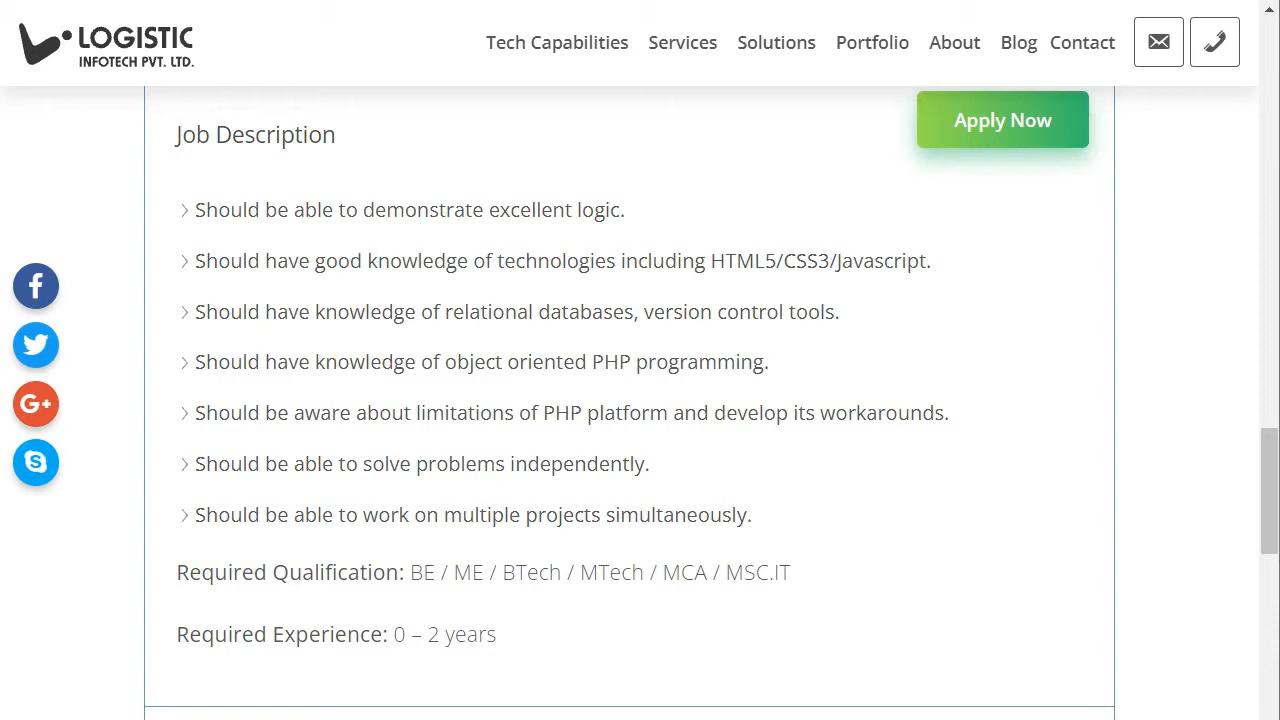 LOGISTIC
INFOTECH PVT. LTD.
Tech Capabilities Services Solutions Portfolio About Blog Contact
Apply Now
Job Description
Should be able to demonstrate excellent logic.
Should have good knowledge of technologies including HTML5/CSS3/Javascript.
Should have knowledge of relational databases, version control tools.
Should have knowledge of object oriented PHP programming.
Should be aware about limitations of PHP platform and develop its workarounds.
Should be able to solve problems independently.
Should be able to work on multiple projects simultaneously.
Required Qualification: BE / ME / BTech / MTech / MCA / MSC.IT
Required Experience: 0 – 2 years